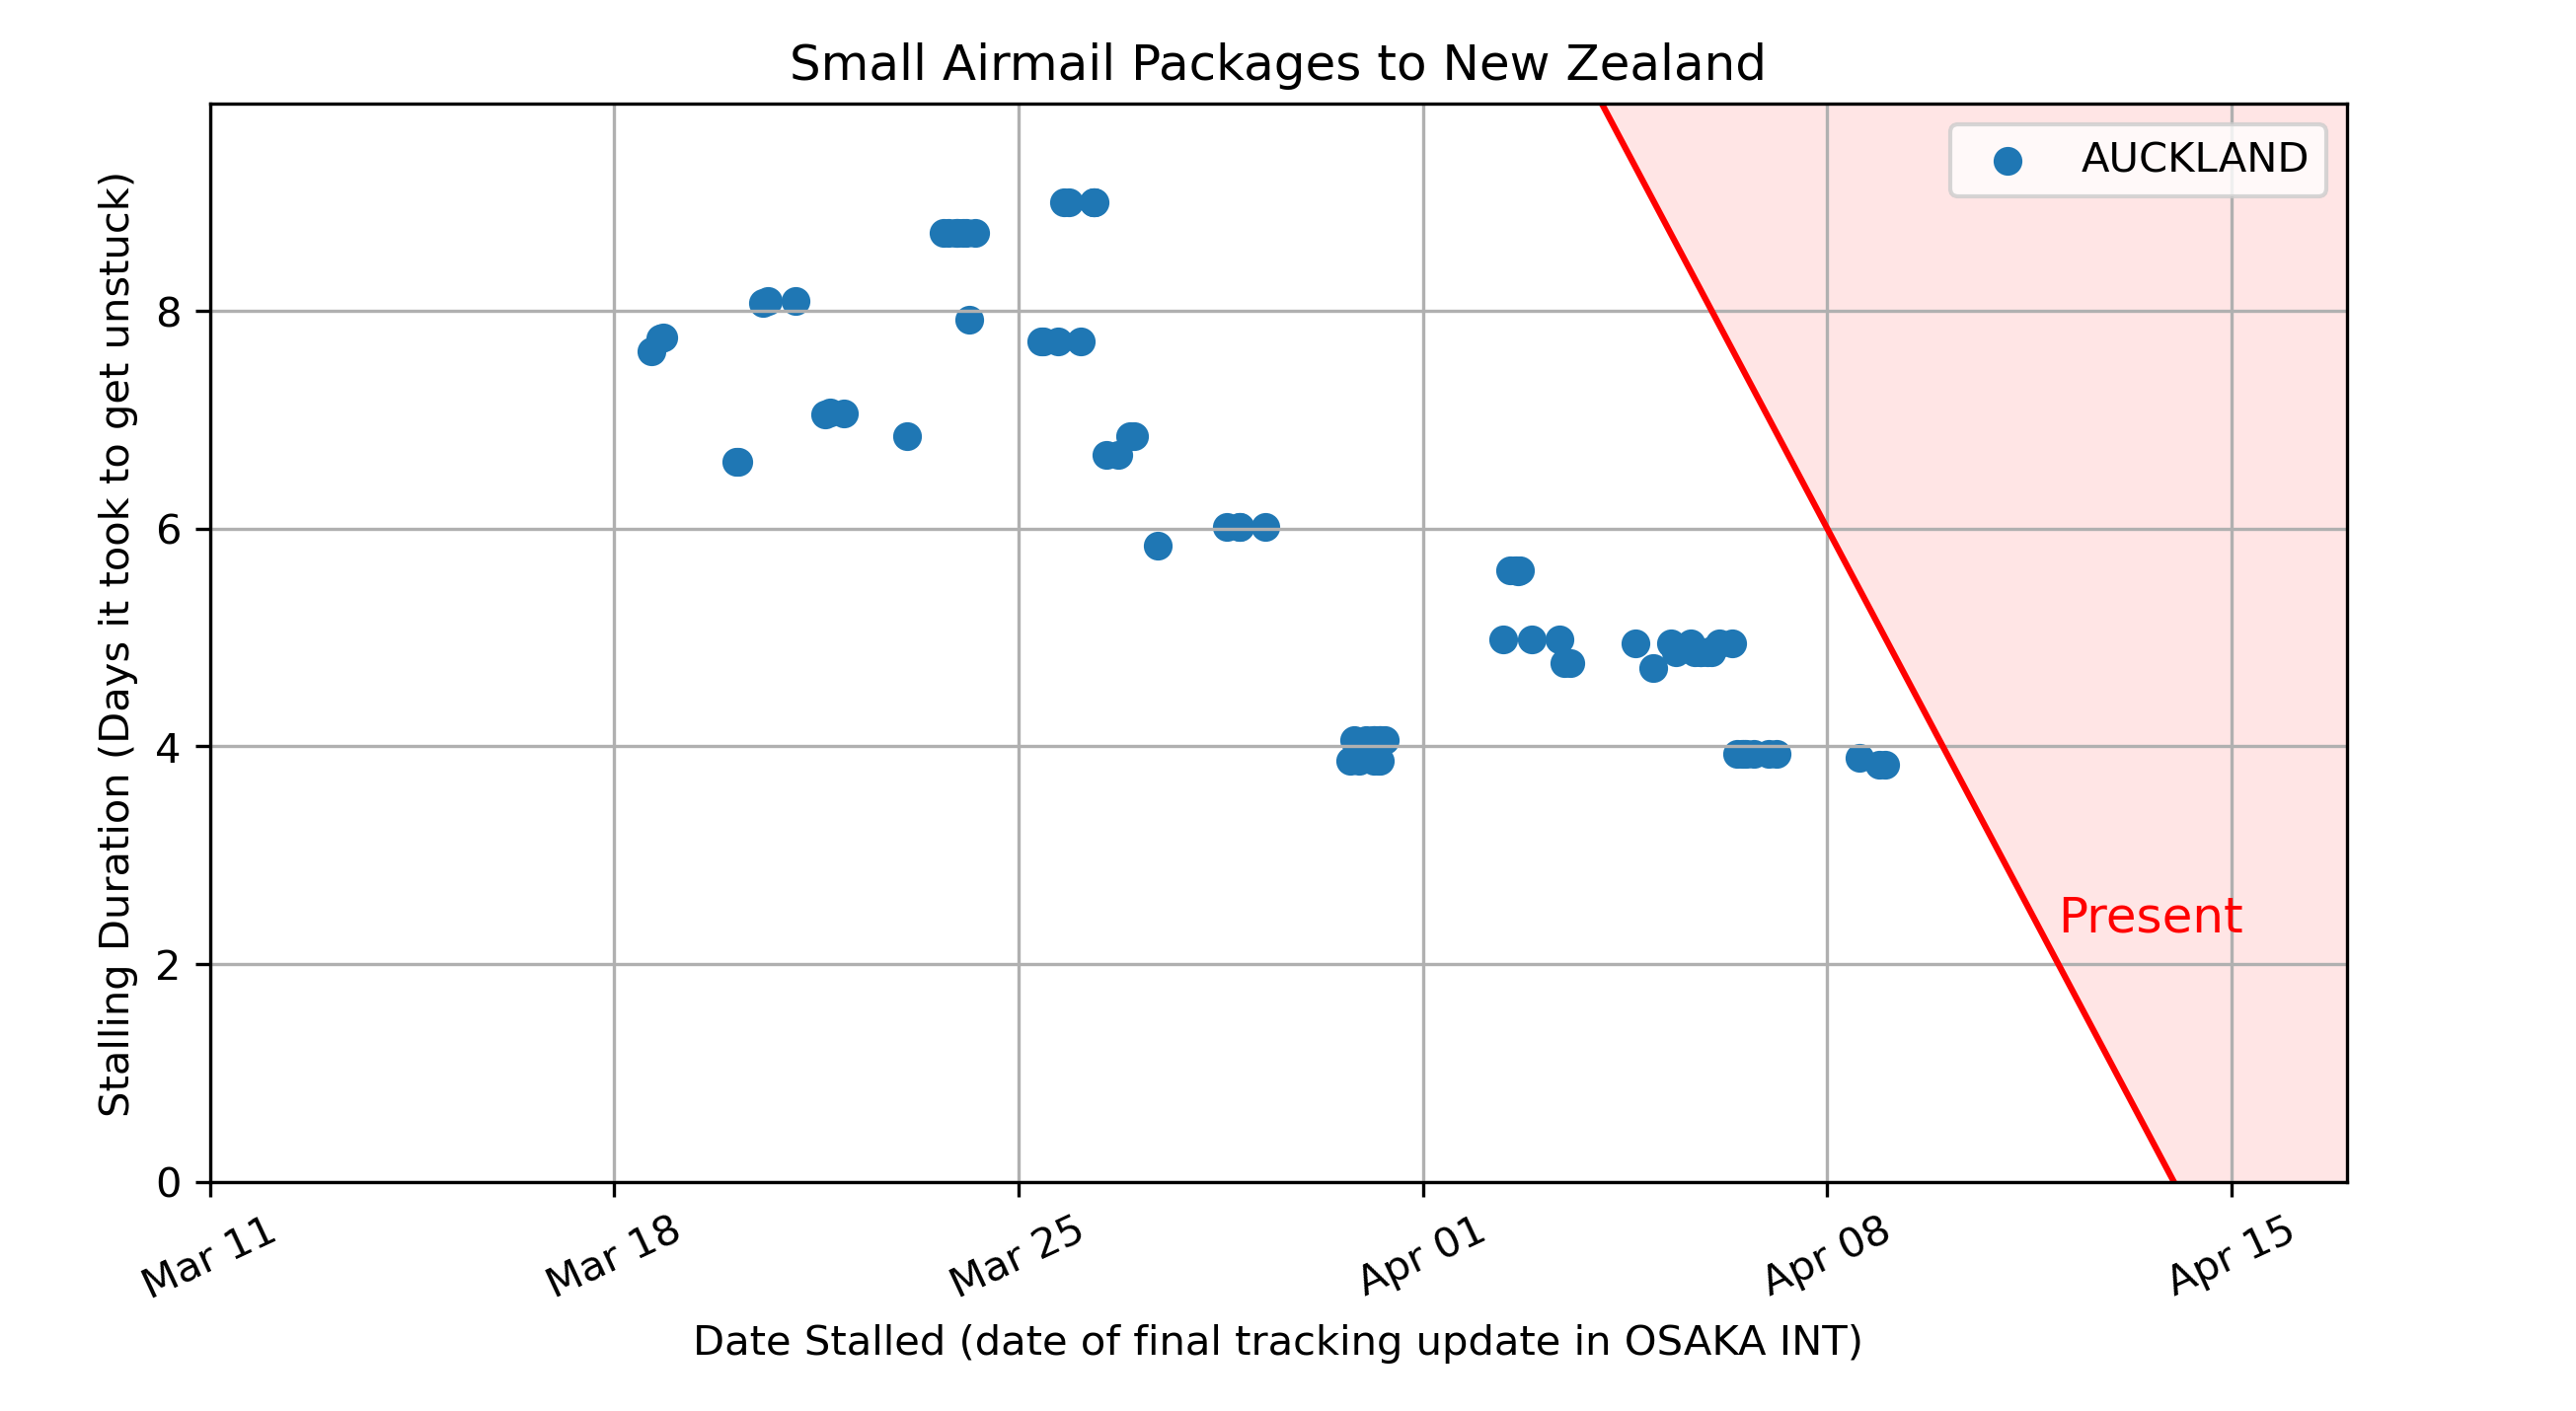 Small Airmail Packages to New Zealand
AUCKLAND
Stalling Duration (Days it took to get unstuck)
8
6
4
2
0
Present
Mar 11
Mar 18
Mar 25
Apr 01
Apr 08
Apr 15
Date Stalled (date of final tracking update in OSAKA INT)